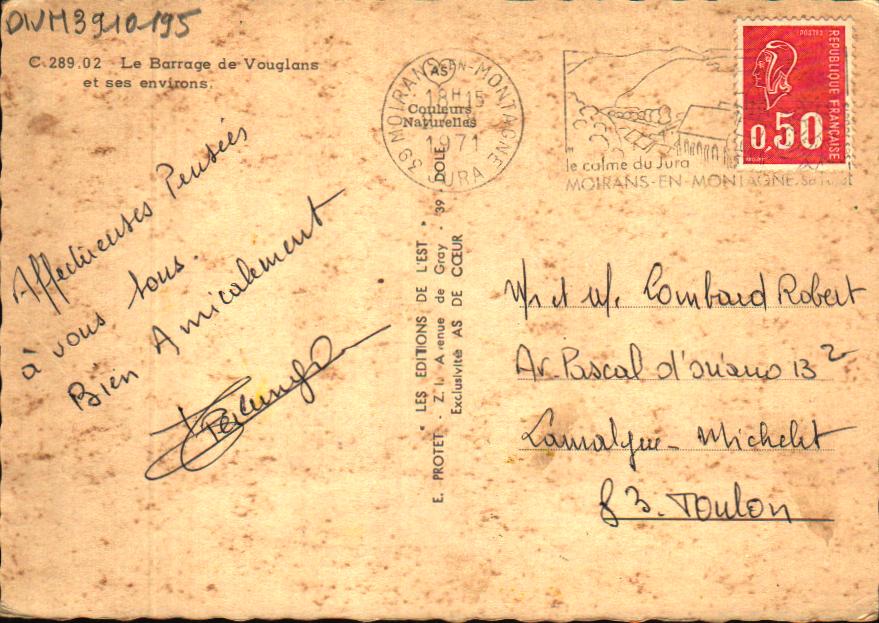 DWM3910195
C.289.02 Le Barrage de Vouglans
et ses environs.
Affectueuses Pensées
à vous tous.
Bien Amicalement
39 MOIRANS-EN-MONTAGNE
18H15
1971
JURA
AS
Couleurs
Naturelles
le calme du Jura
MOIRANS-EN-MONTAGNE
POSTES
REPUBLIQUE FRANÇAISE
0,50
" LES EDITIONS DE L'EST "
E. PROTET - Z. I. Avenue de Gray - 39 DOLE
Exclusivité AS DE CŒUR
Mr et Me Lombard Robert
Av. Pascal d'oriano 13 2
Lamalgue - Michelet
83. Toulon